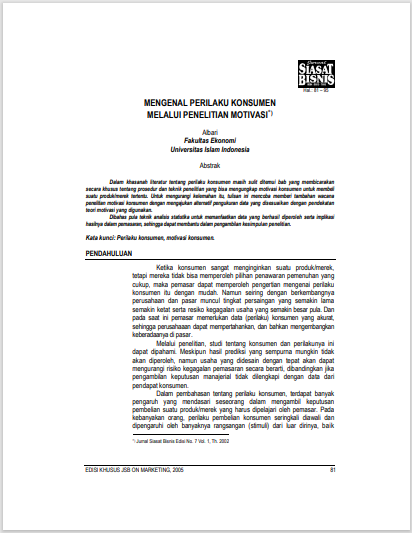 Jurnal
SIASAT
BISNIS
Hal : 81 – 95
MENGENAL PERILAKU KONSUMEN
MELALUI PENELITIAN MOTIVASI*)
Albari
Fakultas Ekonomi
Universitas Islam Indonesia
Abstrak
Dalam khasanah literatur tentang perilaku konsumen masih sulit ditemui bab yang membicarakan
secara khusus tentang prosedur dan teknik penelitian yang bisa mengungkap motivasi konsumen untuk membeli
suatu produk/merek tertentu. Untuk mengurangi kelemahan itu, tulisan ini mencoba memberi tambahan wacana
penelitian motivasi konsumen dengan mengajukan alternatif pengukuran data yang disesuaikan dengan pendekatan
teori motivasi yang digunakan.
Dibahas pula teknik analisis statistika untuk memanfaatkan data yang berhasil diperoleh serta implikasi
hasilnya dalam pemasaran, sehingga dapat membantu dalam pengambilan kesimpulan penelitian.
Kata kunci: Perilaku konsumen, motivasi konsumen.
PENDAHULUAN
Ketika konsumen sangat menginginkan suatu produk/merek,
tetapi mereka tidak bisa memperoleh pilihan penawaran pemenuhan yang
cukup, maka pemasar dapat memperoleh pengertian mengenai perilaku
konsumen itu dengan mudah. Namun seiring dengan berkembangnya
perusahaan dan pasar muncul tingkat persaingan yang semakin lama
semakin ketat serta resiko kegagalan usaha yang semakin besar pula. Dan
pada saat ini pemasar memerlukan data (perilaku) konsumen yang akurat,
sehingga perusahaaan dapat mempertahankan, dan bahkan mengembangkan
keberadaanya di pasar.
Melalui penelitian, studi tentang konsumen dan perilakunya ini
dapat dipahami. Meskipun hasil prediksi yang sempurna mungkin tidak
akan diperoleh, namun usaha yang didesain dengan tepat akan dapat
mengurangi risiko kegagalan pemasaran secara berarti, dibandingkan jika
pengambilan keputusan manajerial tidak dilengkapi dengan data dari
pendapat konsumen.
Dalam pembahasan tentang perilaku konsumen, terdapat banyak
pengaruh yang mendasari seseorang dalam mengambil keputusan
pembelian suatu produk/merek yang harus dipelajari oleh pemasar. Pada
kebanyakan orang, perilaku pembelian konsumen seringkali diawali dan
dipengaruhi oleh banyaknya rangsangan (stimuli) dari luar dirinya, baik
*) Jurnal Siasat Bisnis Edisi No. 7 Vol. 1, Th. 2002
EDISI KHUSUS JSB ON MARKETING, 2005 81